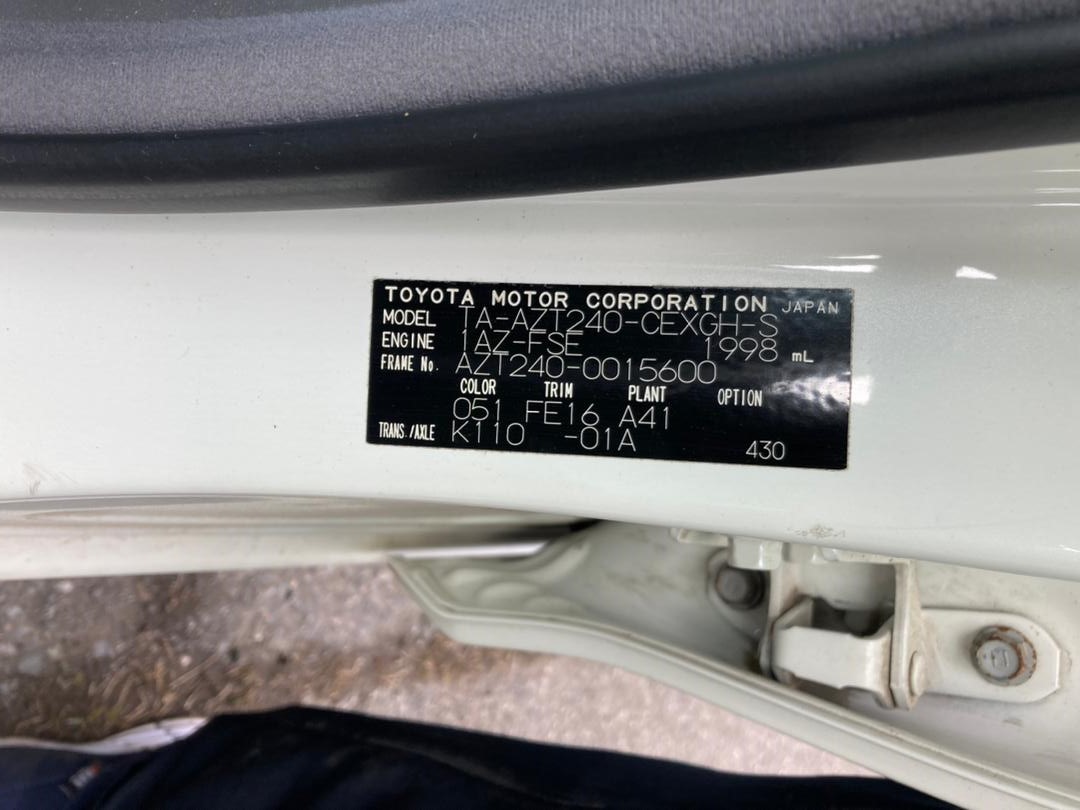 TOYOTA MOTOR CORPORATION JAPAN
MODEL TA-AZT240-CEXGH-S
ENGINE 1AZ-FSE 1998 mL
FRAME No. AZT240-0015600
COLOR TRIM PLANT OPTION
051 FE16 A41
TRANS./AXLE K110 -01A 430